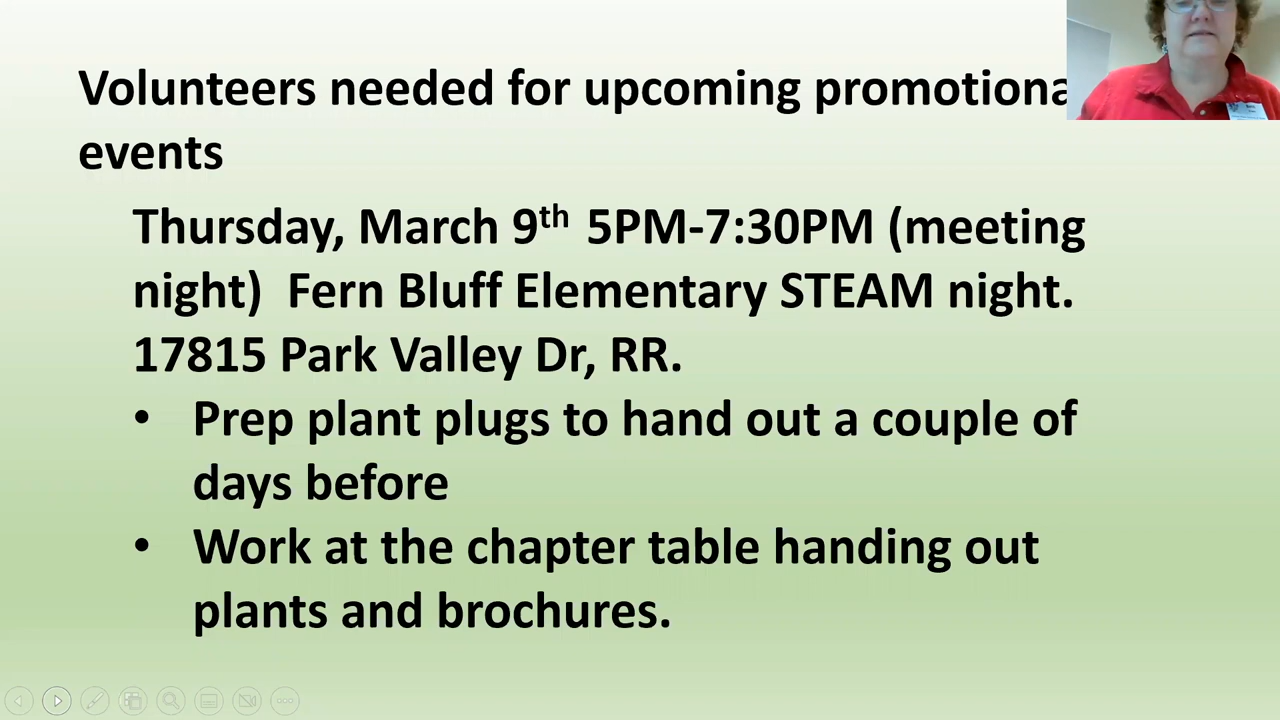 Volunteers needed for upcoming promotiona
events
Thursday, March 9th 5PM-7:30PM (meeting
night) Fern Bluff Elementary STEAM night.
17815 Park Valley Dr, RR.
• Prep plant plugs to hand out a couple of
days before
• Work at the chapter table handing out
plants and brochures.